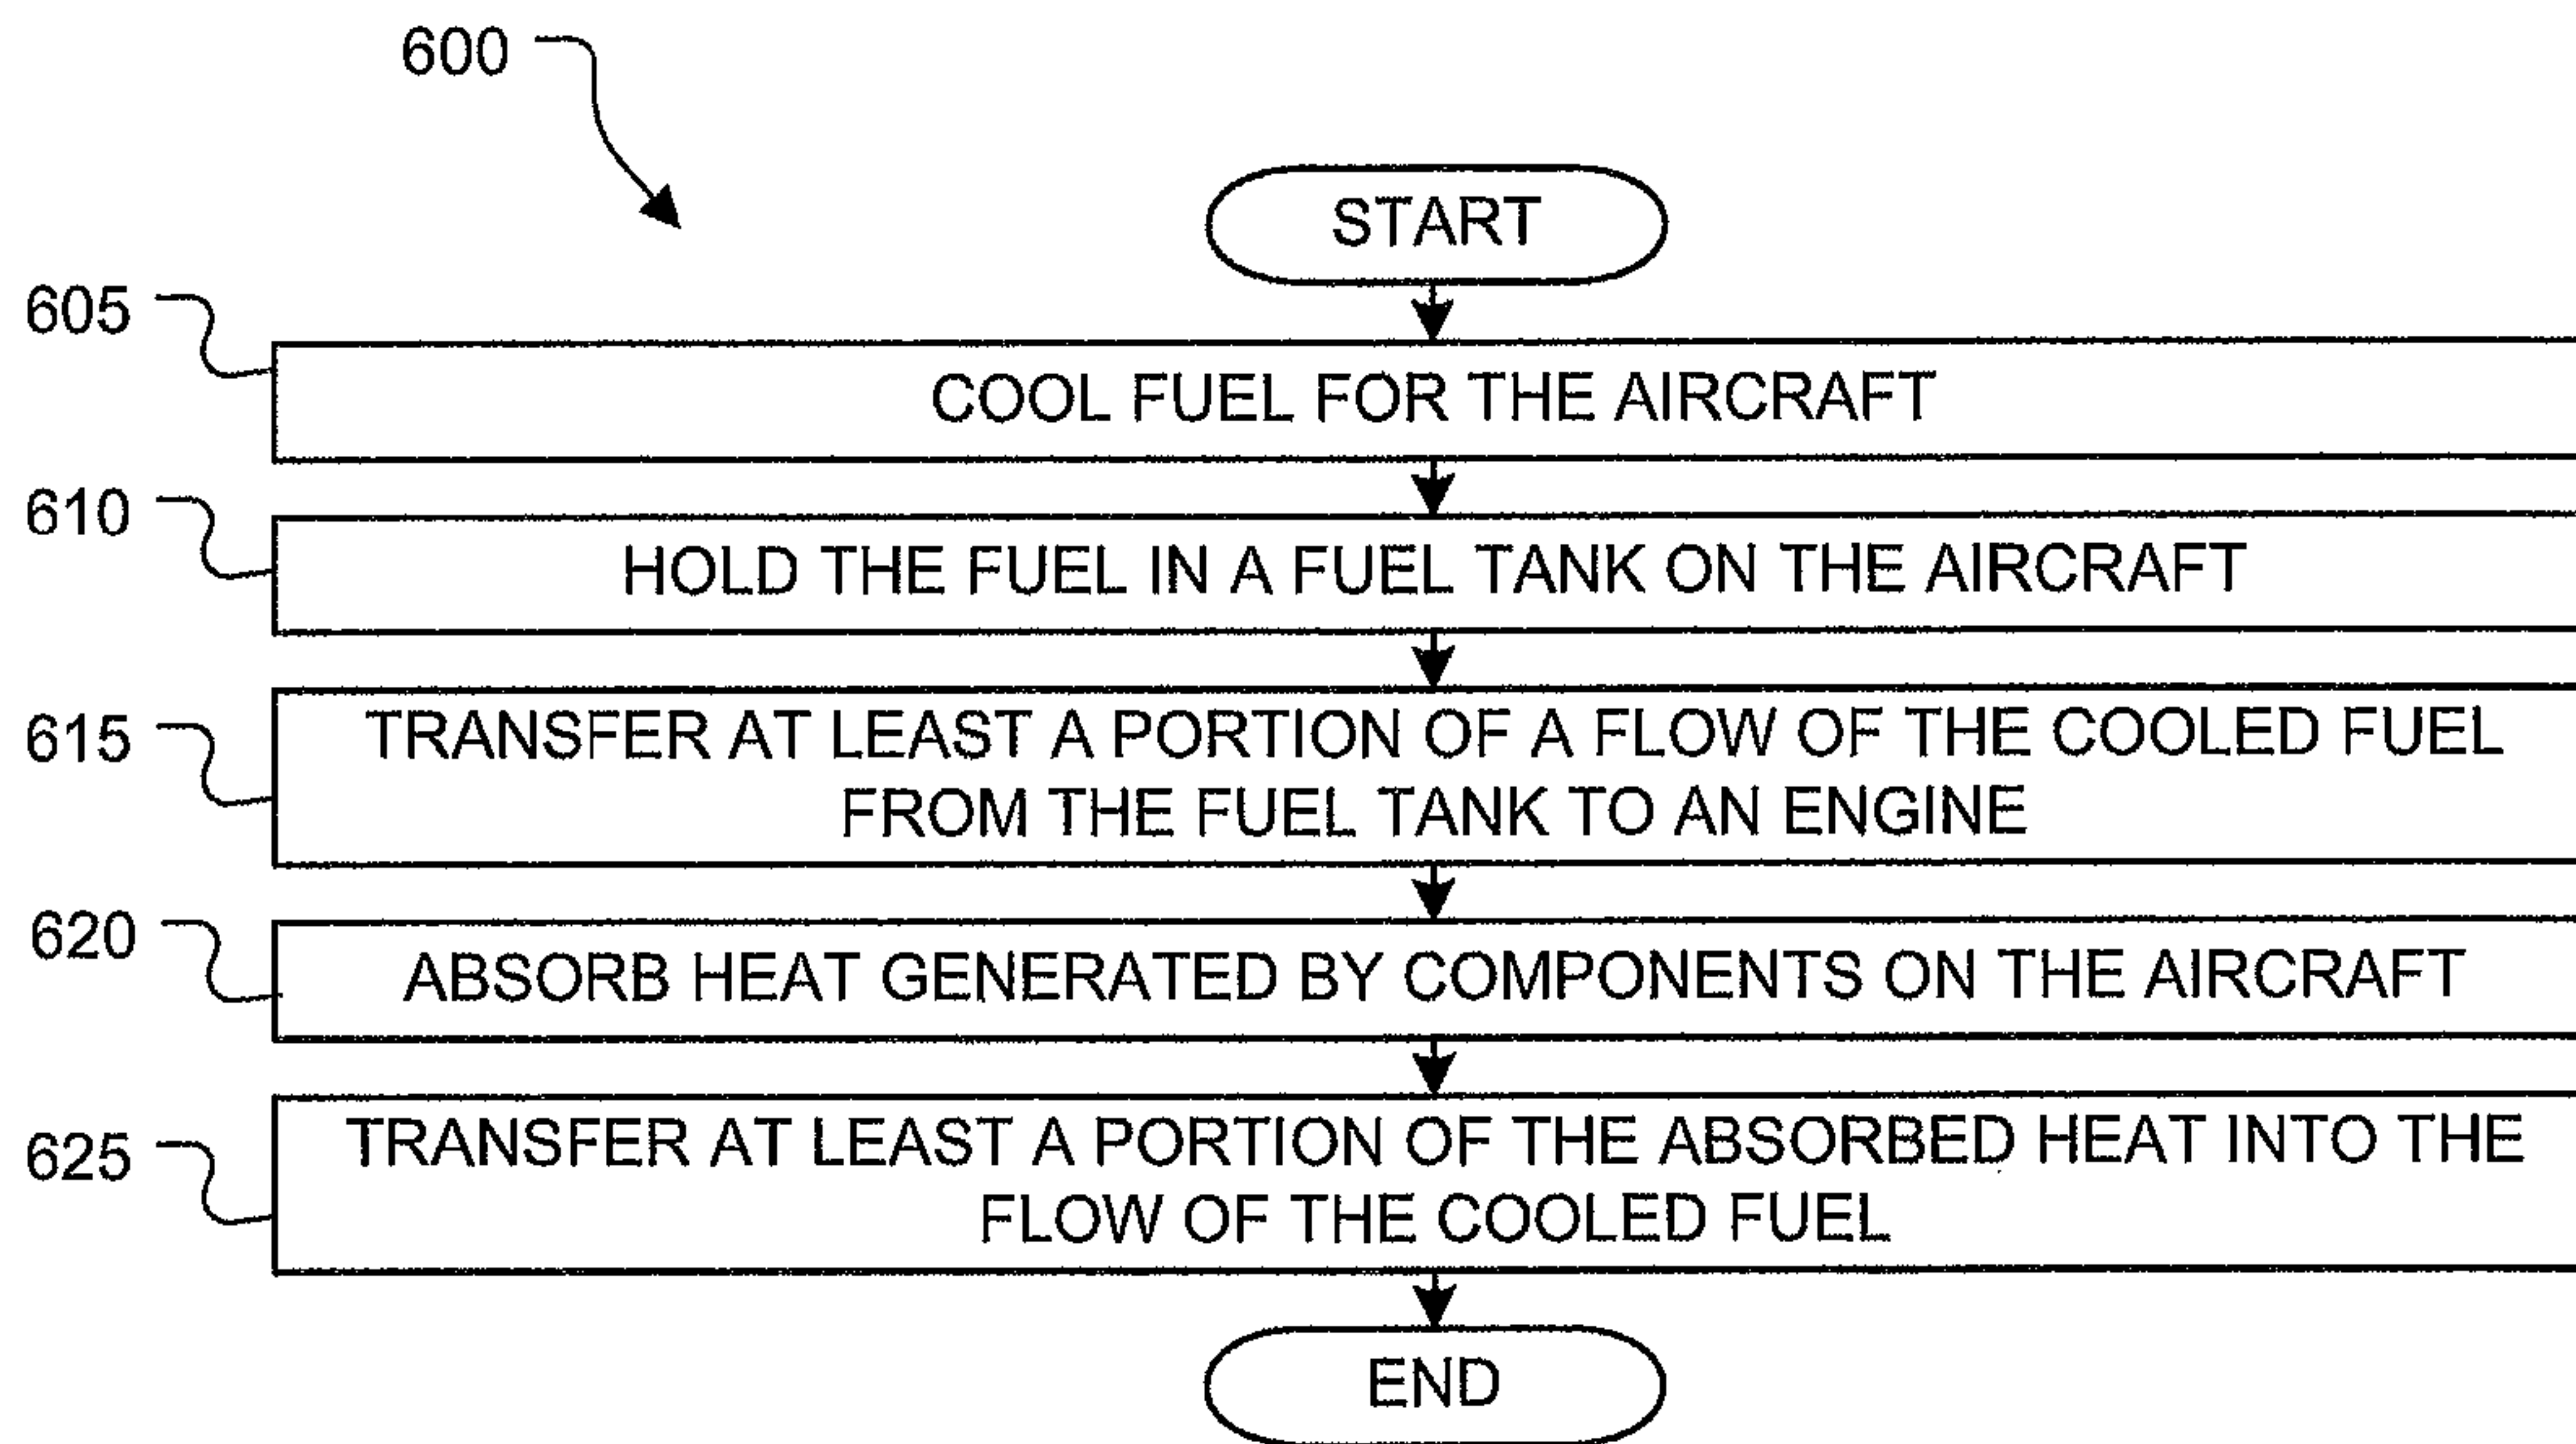 600
START
605
COOL FUEL FOR THE AIRCRAFT
610
HOLD THE FUEL IN A FUEL TANK ON THE AIRCRAFT
615
TRANSFER AT LEAST A PORTION OF A FLOW OF THE COOLED FUEL
FROM THE FUEL TANK TO AN ENGINE
620
ABSORB HEAT GENERATED BY COMPONENTS ON THE AIRCRAFT
625
TRANSFER AT LEAST A PORTION OF THE ABSORBED HEAT INTO THE
FLOW OF THE COOLED FUEL
END